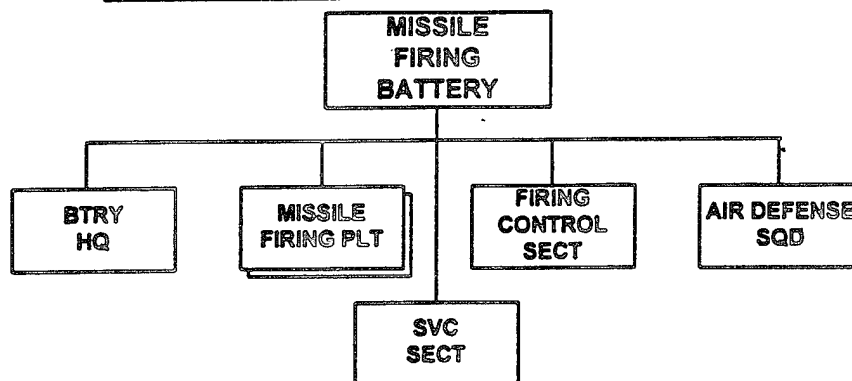 MISSILE
FIRING
BATTERY
BTRY
HQ
MISSILE
FIRING PLT
FIRING
CONTROL
SECT
AIR DEFENSE
SQD
SVC
SECT